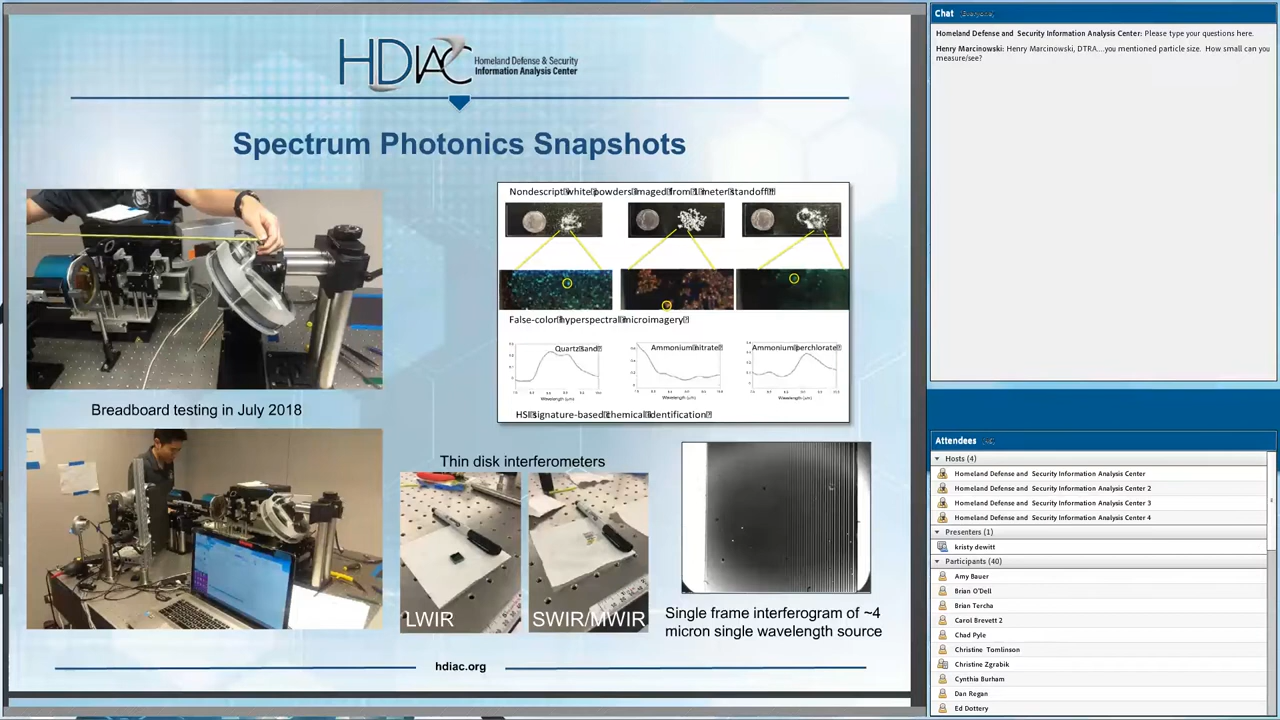 HDIAC
Homeland Defense & Security
Information Analysis Center
Spectrum Photonics Snapshots
Nondescript white powders imaged from 1 meter standoff
False-color hyperspectral microimagery
Quartz sand
Ammonium nitrate
Ammonium perchlorate
Wavelength (μm)
Wavelength (μm)
Wavelength (μm)
HSI signature-based chemical identification
Breadboard testing in July 2018
Thin disk interferometers
LWIR
SWIR/MWIR
Single frame interferogram of ~4
micron single wavelength source
hdiac.org
Chat (Everyone)
Homeland Defense and Security Information Analysis Center: Please type your questions here.
Henry Marcinowski: Henry Marcinowski, DTRA....you mentioned particle size. How small can you
measure/see?
Attendees
Hosts (4)
Homeland Defense and Security Information Analysis Center
Homeland Defense and Security Information Analysis Center 2
Homeland Defense and Security Information Analysis Center 3
Homeland Defense and Security Information Analysis Center 4
Presenters (1)
kristy dewitt
Participants (40)
Amy Bauer
Brian O'Dell
Brian Tercha
Carol Brevett 2
Chad Pyle
Christine Tomlinson
Christine Zgrabik
Cynthia Burham
Dan Regan
Ed Dottery